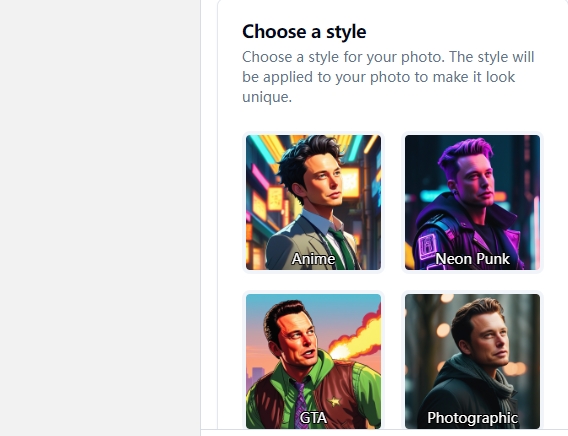 Choose a style
Choose a style for your photo. The style will
be applied to your photo to make it look
unique.
Anime
Neon Punk
GTA
Photographic